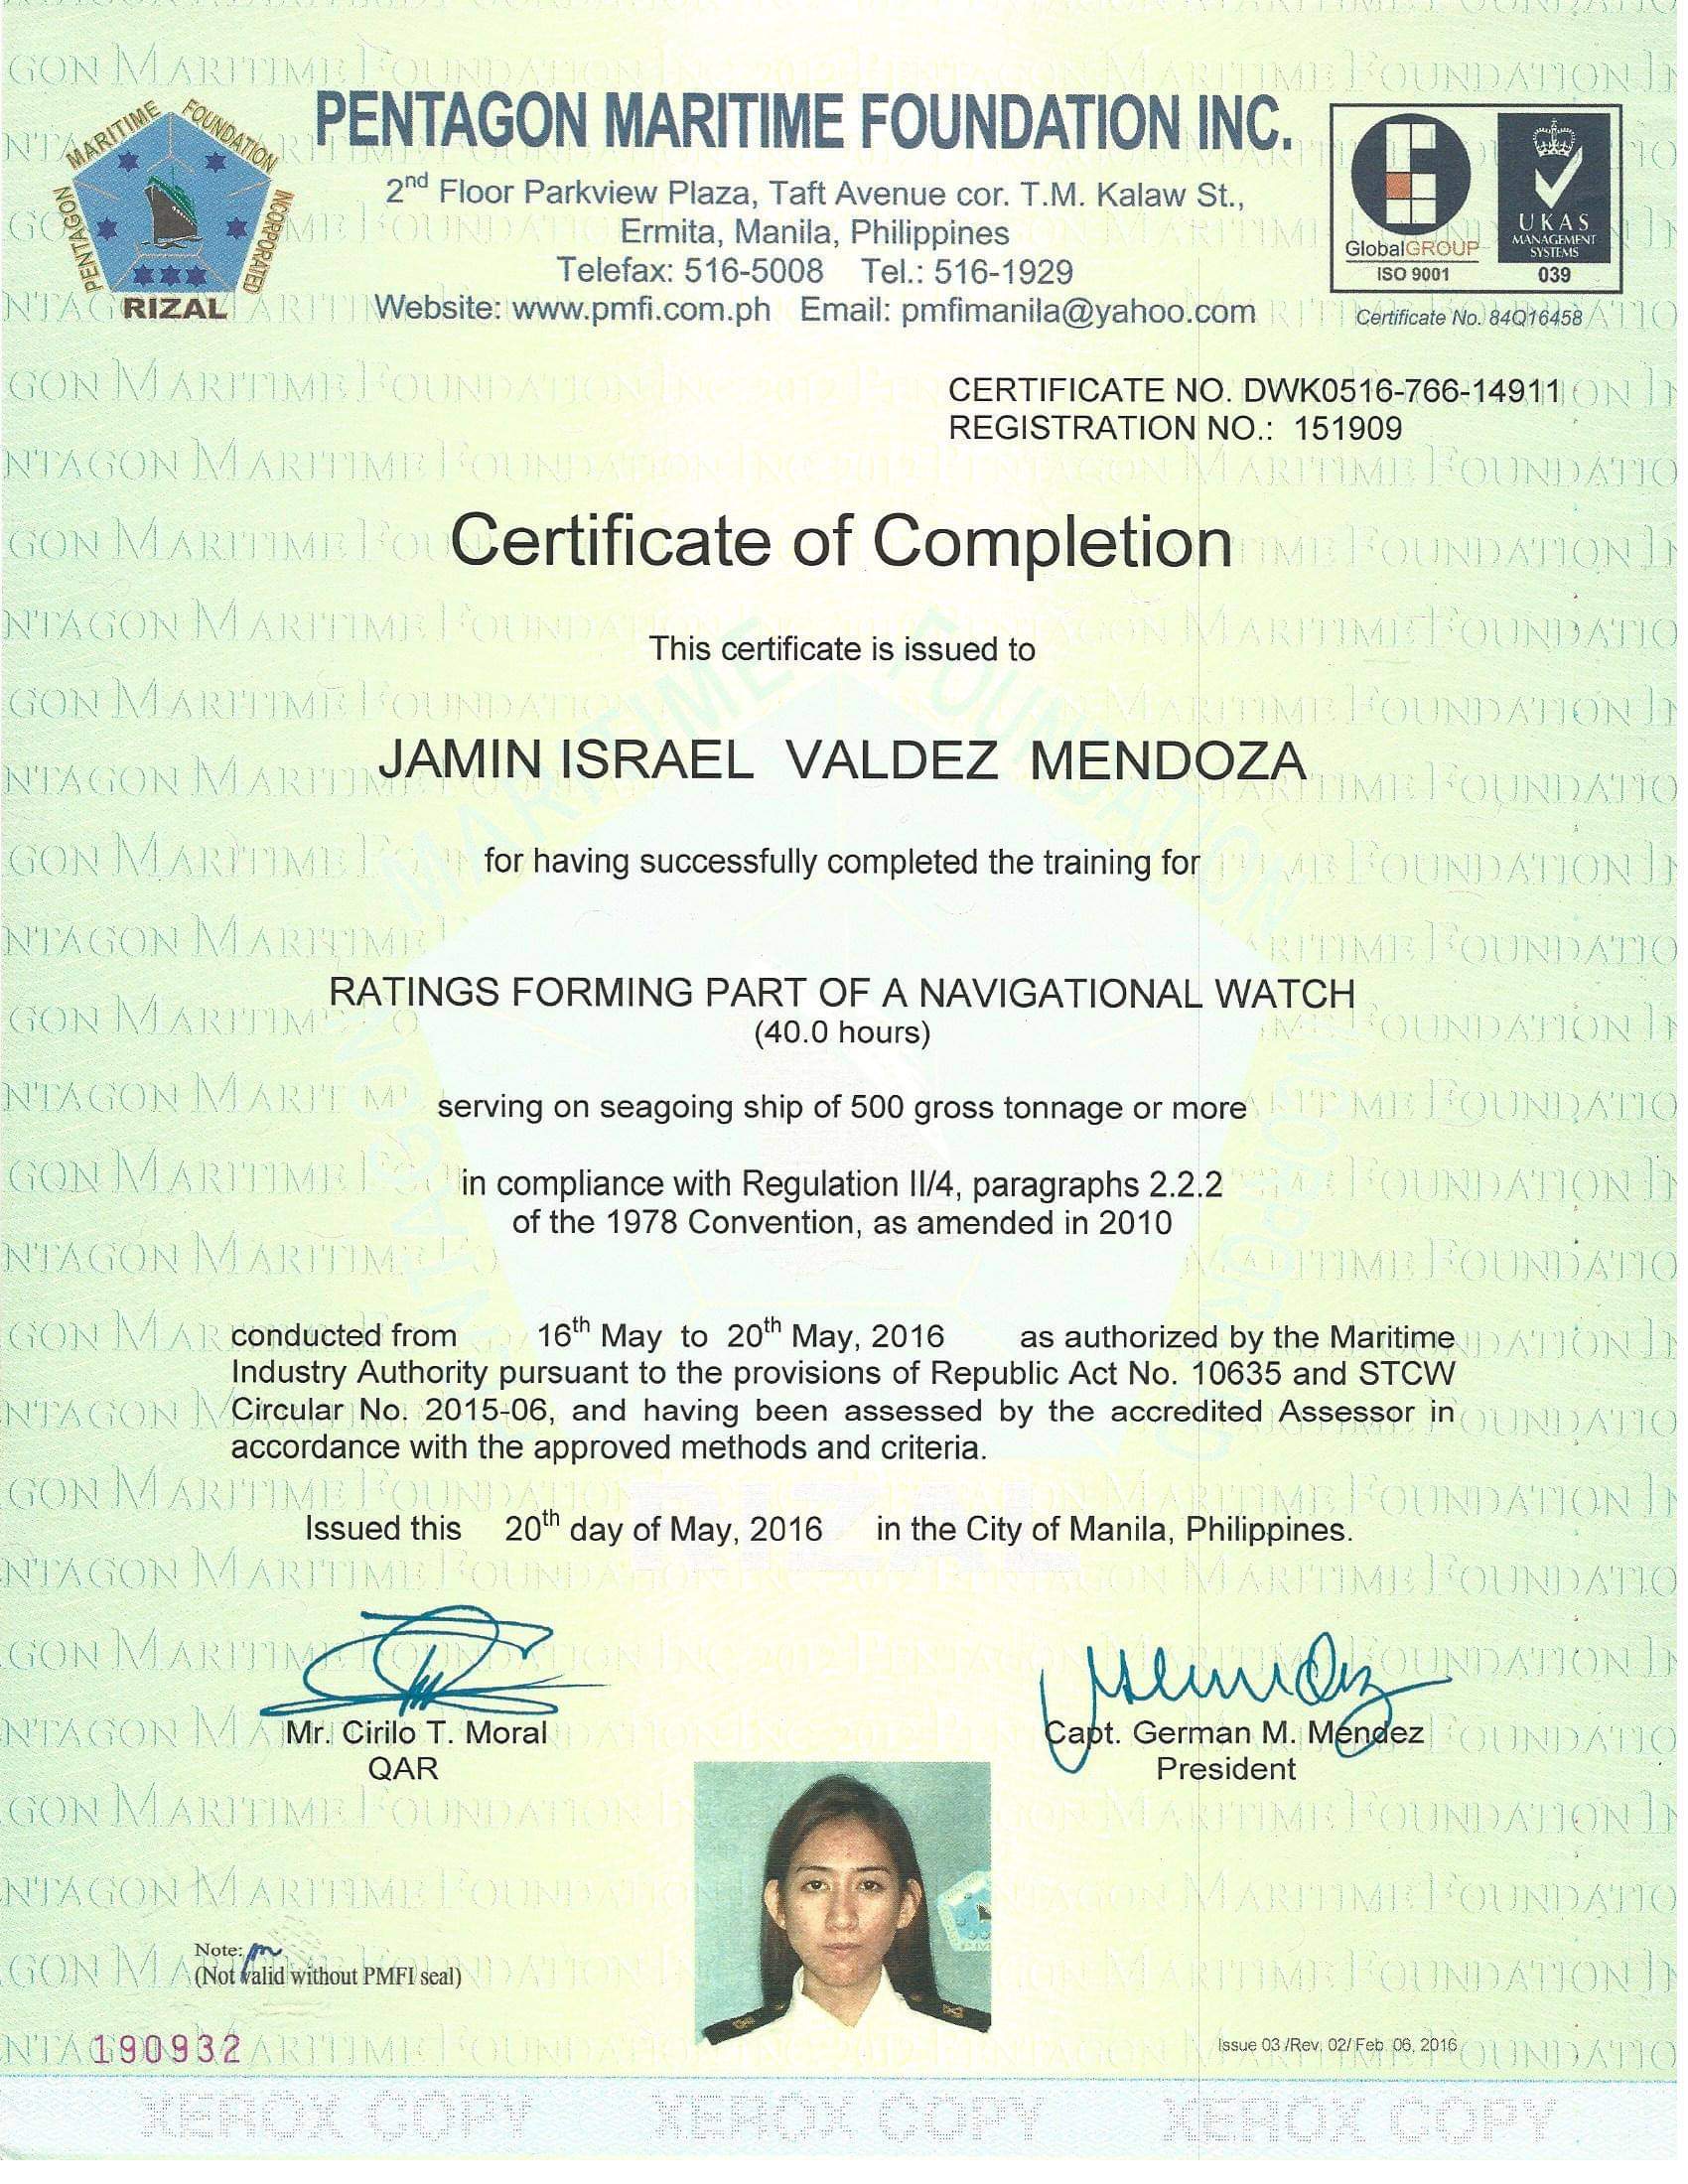 PENTAGON MARITIME FOUNDATION INC.
2nd Floor Parkview Plaza, Taft Avenue cor. T.M. Kalaw St.,
Ermita, Manila, Philippines
Telefax: 516-5008 Tel.: 516-1929
Website: www.pmfi.com.ph Email: pmfimanila@yahoo.com
PENTAGON MARITIME FOUNDATION INCORPORATED
RIZAL
GlobalGROUP
ISO 9001
UKAS
MANAGEMENT
SYSTEMS
039
Certificate No. 84Q16458
CERTIFICATE NO. DWK0516-766-14911
REGISTRATION NO.: 151909
Certificate of Completion
This certificate is issued to
JAMIN ISRAEL VALDEZ MENDOZA
for having successfully completed the training for
RATINGS FORMING PART OF A NAVIGATIONAL WATCH
(40.0 hours)
serving on seagoing ship of 500 gross tonnage or more
in compliance with Regulation II/4, paragraphs 2.2.2
of the 1978 Convention, as amended in 2010
conducted from 16th May to 20th May, 2016 as authorized by the Maritime
Industry Authority pursuant to the provisions of Republic Act No. 10635 and STCW
Circular No. 2015-06, and having been assessed by the accredited Assessor in
accordance with the approved methods and criteria.
Issued this 20th day of May, 2016 in the City of Manila, Philippines.
Mr. Cirilo T. Moral
QAR
Capt. German M. Mendez
President
Note:
(Not valid without PMFI seal)
190932
Issue 03 /Rev. 02/ Feb. 06, 2016
XEROX COPY XEROX COPY XEROX COPY